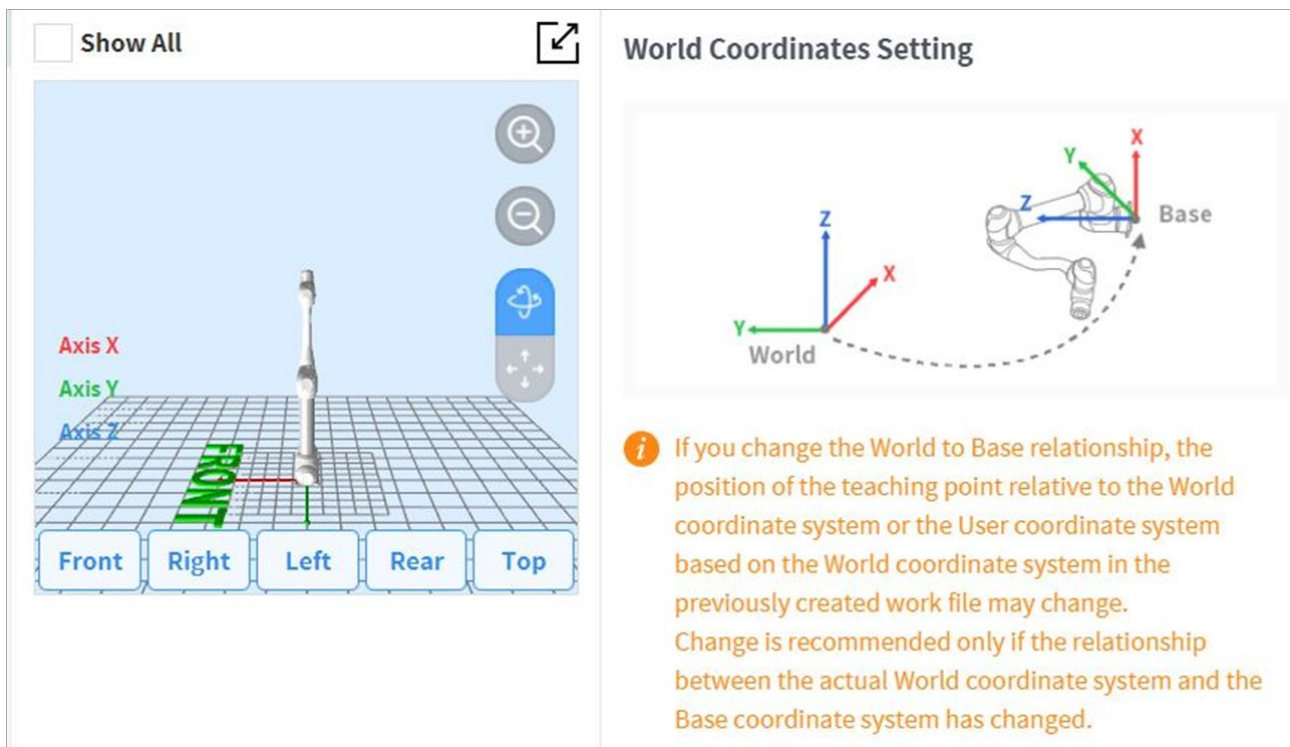 Show All
Axis X
Axis Y
Axis Z
FRONT
Front
Right
Left
Rear
Top
World Coordinates Setting
X
Y
Z
Base
Z
X
Y
World
i
If you change the World to Base relationship, the
position of the teaching point relative to the World
coordinate system or the User coordinate system
based on the World coordinate system in the
previously created work file may change.
Change is recommended only if the relationship
between the actual World coordinate system and the
Base coordinate system has changed.